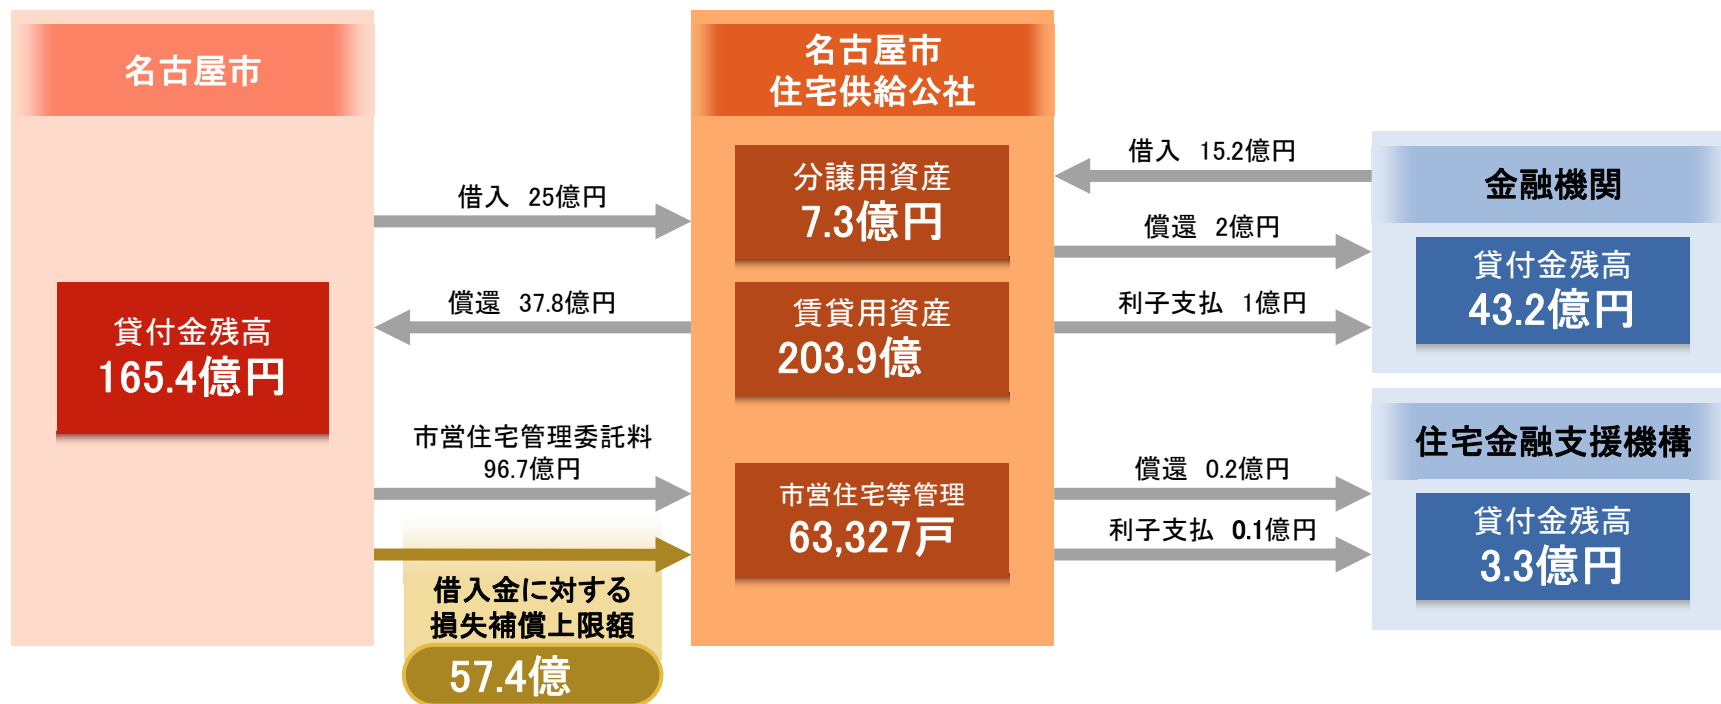 名古屋市
貸付金残高
165.4億円
借入 25億円
償還 37.8億円
市営住宅管理委託料
96.7億円
借入金に対する
損失補償上限額
57.4億
名古屋市
住宅供給公社
分譲用資産
7.3億円
賃貸用資産
203.9億
市営住宅等管理
63,327戸
借入 15.2億円
償還 2億円
利子支払 1億円
償還 0.2億円
利子支払 0.1億円
金融機関
貸付金残高
43.2億円
住宅金融支援機構
貸付金残高
3.3億円